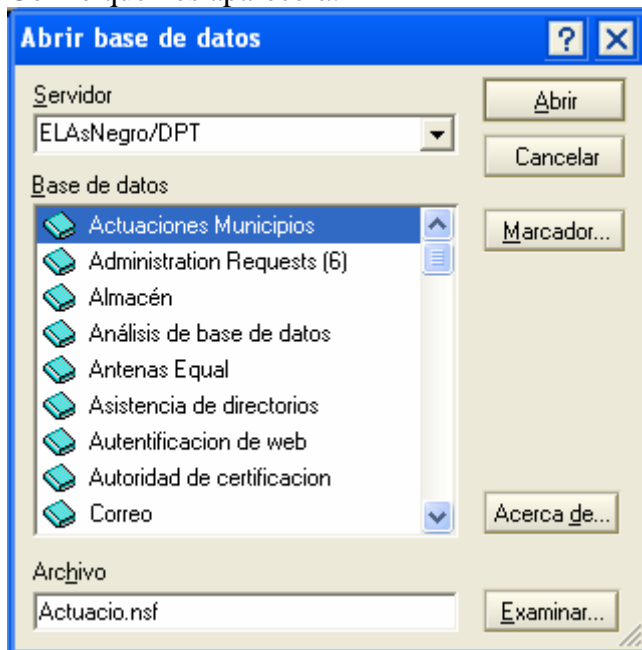 Abrir base de datos
Servidor
Abrir
ELAsNegro/DPT
Cancelar
Base de datos
Actuaciones Municipios
Marcador...
Administration Requests (6)
Almacén
Análisis de base de datos
Antenas Equal
Asistencia de directorios
Autentificacion de web
Autoridad de certificacion
Correo
Acerca de...
Archivo
Actuacio.nsf
Examinar...